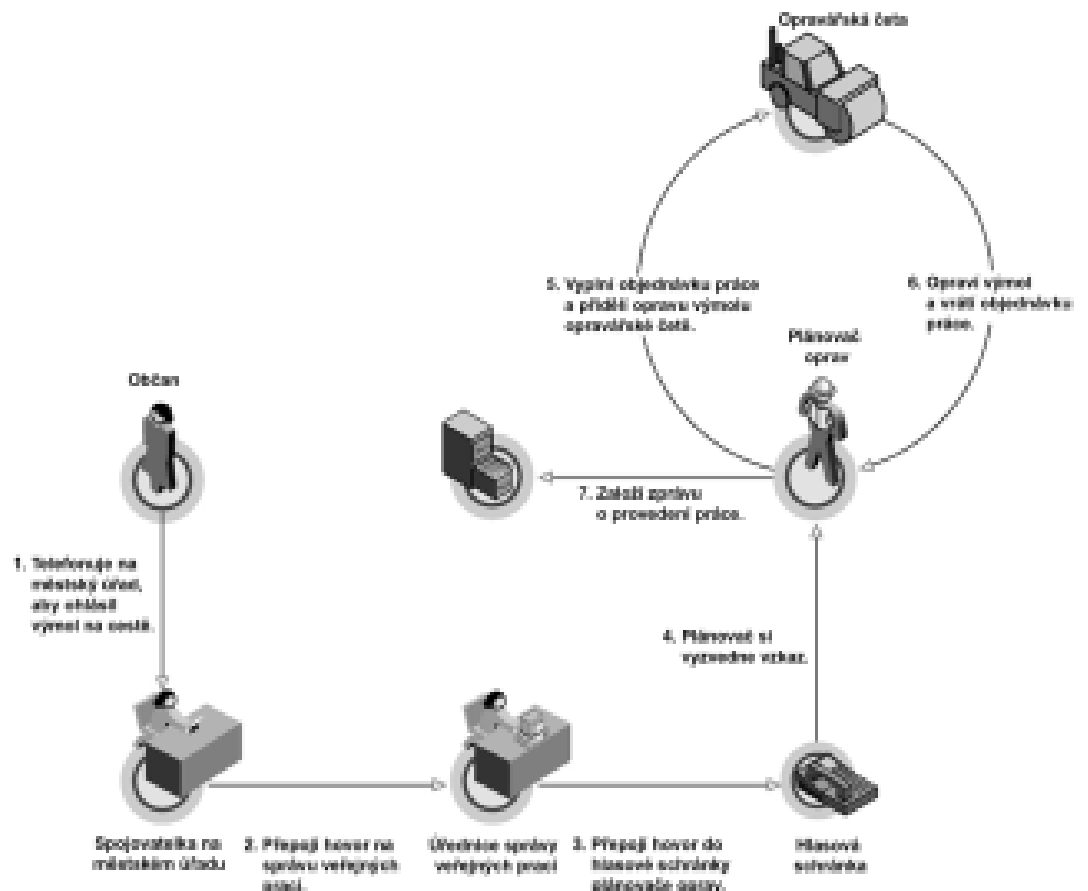 Opravářská četa
5. Vyplní objednávku práce
a přidělí opravu výmolu
opravářské četě.
6. Opraví výmol
a vrátí objednávku
práce.
Plánovač
oprav
Občan
7. Založí zprávu
o provedení práce.
1. Telefonuje na
městský úřad,
aby ohlásil
výmol na cestě.
4. Plánovač si
vyzvedne vzkaz.
Spojovatelka na
městském úřadu
2. Přepojí hovor na
správu veřejných
prací.
Úřednice správy
veřejných prací
3. Přepojí hovor do
hlasové schránky
plánovače oprav.
Hlasová
schránka